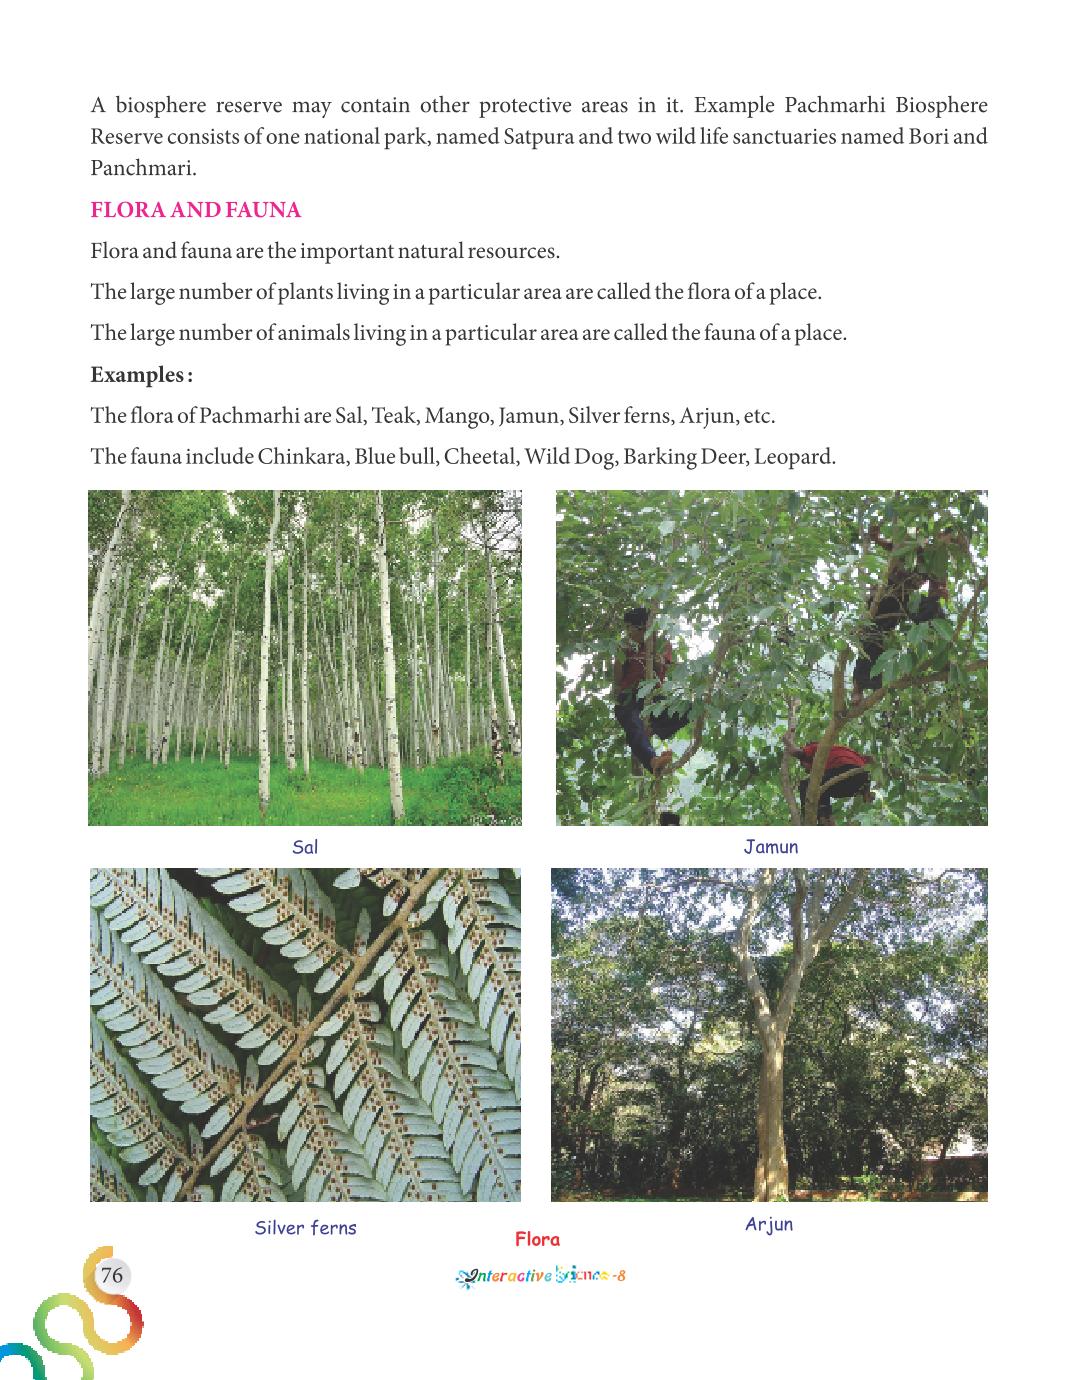 A biosphere reserve may contain other protective areas in it. Example Pachmarhi Biosphere
Reserve consists of one national park, named Satpura and two wild life sanctuaries named Bori and
Panchmari.
FLORA AND FAUNA
Flora and fauna are the important natural resources.
The large number of plants living in a particular area are called the flora of a place.
The large number of animals living in a particular area are called the fauna of a place.
Examples :
The flora of Pachmarhi are Sal, Teak, Mango, Jamun, Silver ferns, Arjun, etc.
The fauna include Chinkara, Blue bull, Cheetal, Wild Dog, Barking Deer, Leopard.
Sal
Jamun
Silver ferns
Arjun
Flora
76
Interactive Science-8